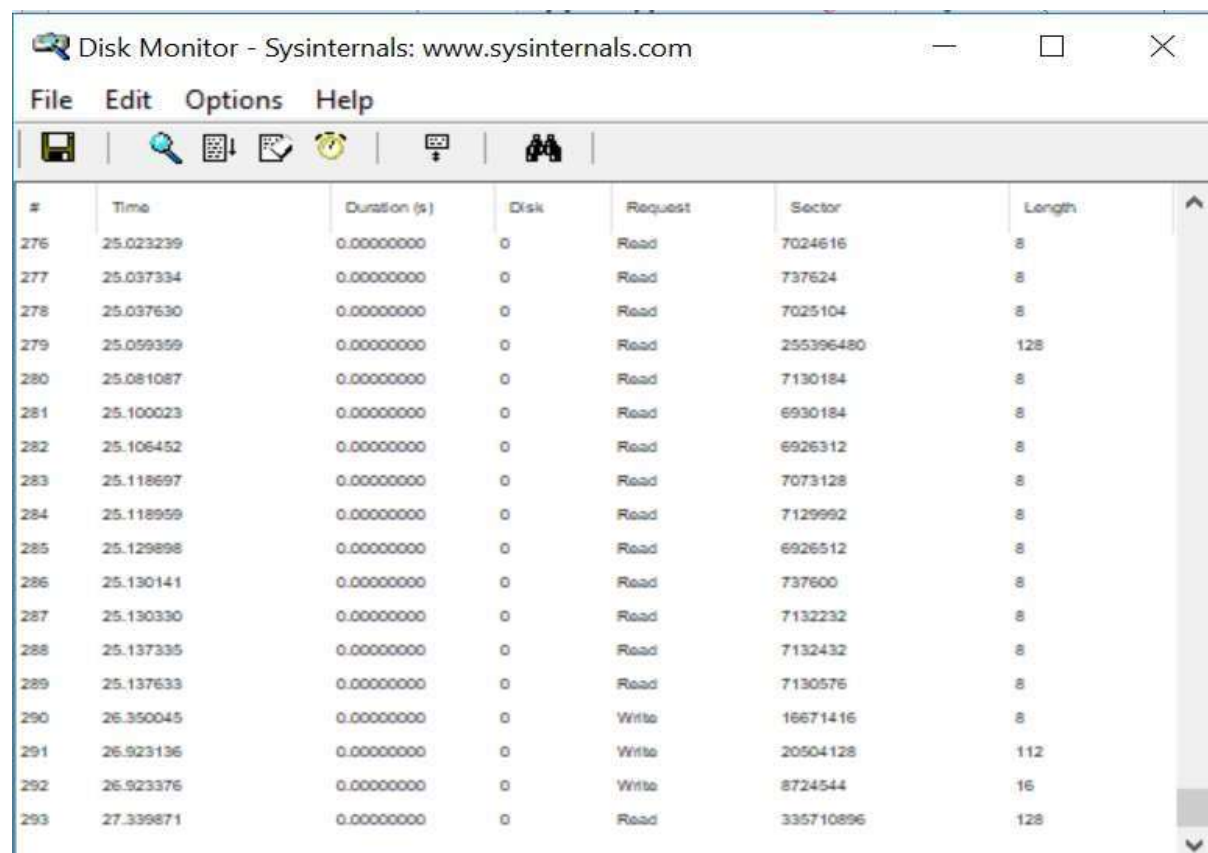 Disk Monitor - Sysinternals: www.sysinternals.com
File Edit Options Help
# Time Duration (s) Disk Request Sector Length
276 25.023239 0.00000000 0 Read 7024616 8
277 25.037334 0.00000000 0 Read 737624 8
278 25.037630 0.00000000 0 Read 7025104 8
279 25.059359 0.00000000 0 Read 255396480 128
280 25.081087 0.00000000 0 Read 7130184 8
281 25.100023 0.00000000 0 Read 6930184 8
282 25.106452 0.00000000 0 Read 6926312 8
283 25.118697 0.00000000 0 Read 7073128 8
284 25.118959 0.00000000 0 Read 7129992 8
285 25.129898 0.00000000 0 Read 6926512 8
286 25.130141 0.00000000 0 Read 737600 8
287 25.130330 0.00000000 0 Read 7132232 8
288 25.137335 0.00000000 0 Read 7132432 8
289 25.137633 0.00000000 0 Read 7130576 8
290 26.350045 0.00000000 0 Write 16671416 8
291 26.923136 0.00000000 0 Write 20504128 112
292 26.923376 0.00000000 0 Write 8724544 16
293 27.339871 0.00000000 0 Read 335710896 128